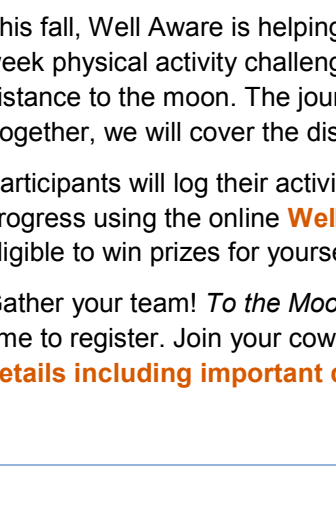 his fall, Well Aware is helping
eek physical activity challeng
istance to the moon. The jour
ogether, we will cover the dis
articipants will log their activi
rogress using the online Wel
ligible to win prizes for yourse
ather your team! To the Moo
me to register. Join your cow
etails including important